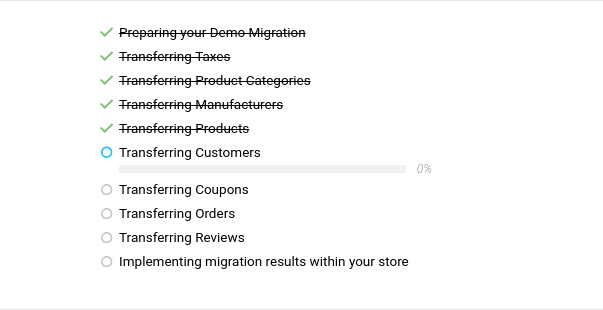 Preparing your Demo Migration
Transferring Taxes
Transferring Product Categories
Transferring Manufacturers
Transferring Products
Transferring Customers
0%
Transferring Coupons
Transferring Orders
Transferring Reviews
Implementing migration results within your store